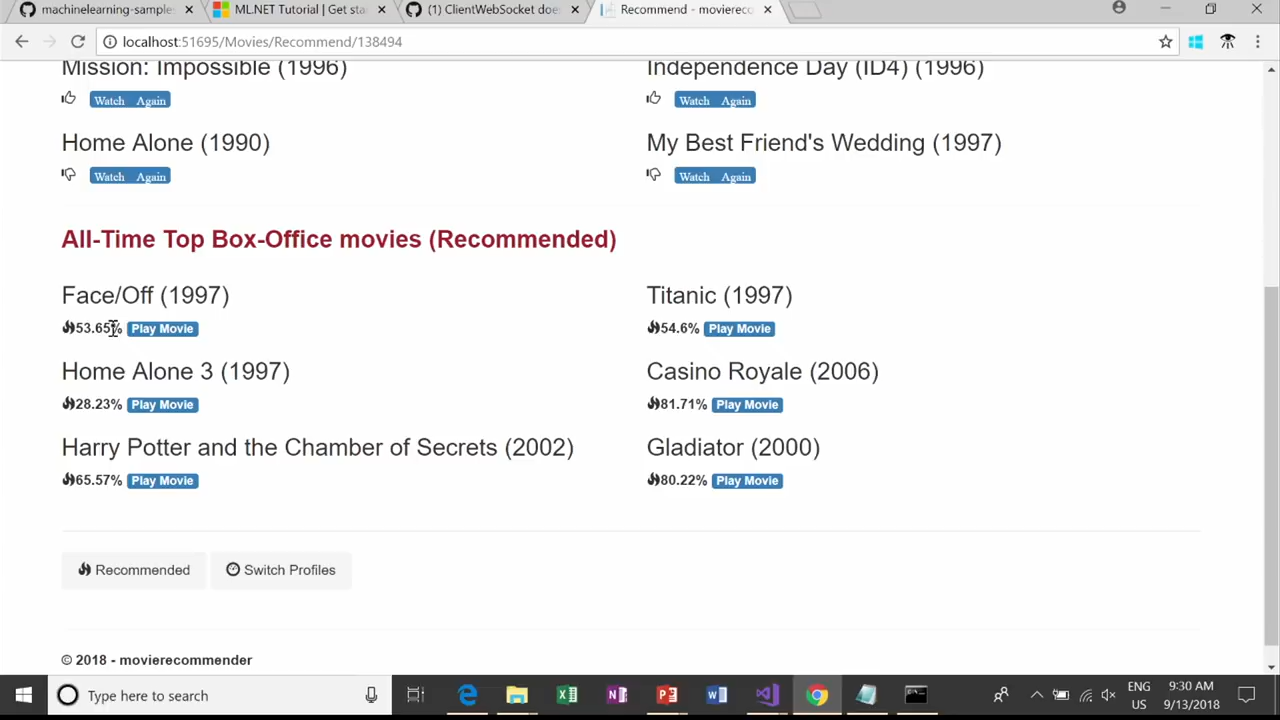 machinelearning-samples
ML.NET Tutorial | Get sta
(1) ClientWebSocket doe
Recommend - moviereco
localhost:51695/Movies/Recommend/138494
Mission: Impossible (1996)
Independence Day (ID4) (1996)
Watch Again
Watch Again
Home Alone (1990)
My Best Friend's Wedding (1997)
Watch Again
Watch Again
All-Time Top Box-Office movies (Recommended)
Face/Off (1997)
Titanic (1997)
53.65% Play Movie
54.6% Play Movie
Home Alone 3 (1997)
Casino Royale (2006)
28.23% Play Movie
81.71% Play Movie
Harry Potter and the Chamber of Secrets (2002)
Gladiator (2000)
65.57% Play Movie
80.22% Play Movie
Recommended
Switch Profiles
© 2018 - movierecommender
Type here to search
ENG
US
9:30 AM
9/13/2018